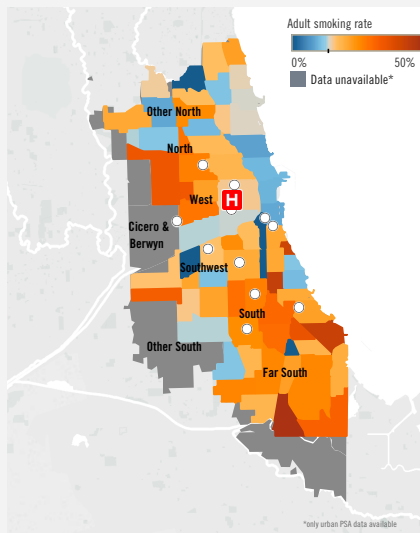 Adult smoking rate
0% 50%
Data unavailable*
Other North
North
West
H
Cicero &
Berwyn
Southwest
South
Other South
Far South
*only urban PSA data available